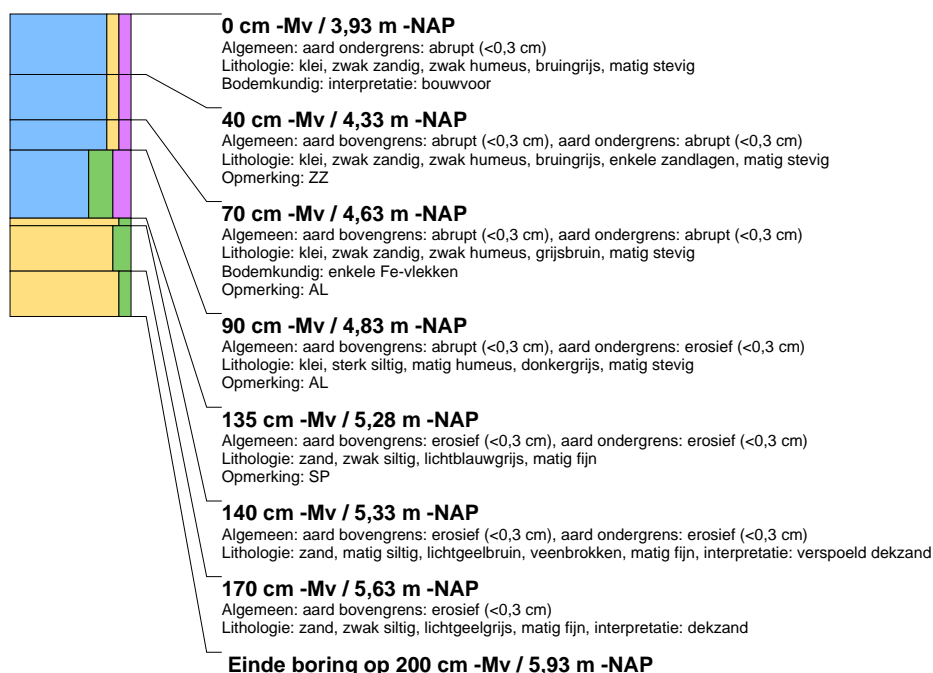 0 cm -Mv / 3,93 m -NAP
Algemeen: aard ondergrens: abrupt (<0,3 cm)
Lithologie: klei, zwak zandig, zwak humeus, bruingrijs, matig stevig
Bodemkundig: interpretatie: bouwvoor
40 cm -Mv / 4,33 m -NAP
Algemeen: aard bovengrens: abrupt (<0,3 cm), aard ondergrens: abrupt (<0,3 cm)
Lithologie: klei, zwak zandig, zwak humeus, bruingrijs, enkele zandlagen, matig stevig
Opmerking: ZZ
70 cm -Mv / 4,63 m -NAP
Algemeen: aard bovengrens: abrupt (<0,3 cm), aard ondergrens: abrupt (<0,3 cm)
Lithologie: klei, zwak zandig, zwak humeus, grijsbruin, matig stevig
Bodemkundig: enkele Fe-vlekken
Opmerking: AL
90 cm -Mv / 4,83 m -NAP
Algemeen: aard bovengrens: abrupt (<0,3 cm), aard ondergrens: erosief (<0,3 cm)
Lithologie: klei, sterk siltig, matig humeus, donkergrijs, matig stevig
Opmerking: AL
135 cm -Mv / 5,28 m -NAP
Algemeen: aard bovengrens: erosief (<0,3 cm), aard ondergrens: erosief (<0,3 cm)
Lithologie: zand, zwak siltig, lichtblauwgrijs, matig fijn
Opmerking: SP
140 cm -Mv / 5,33 m -NAP
Algemeen: aard bovengrens: erosief (<0,3 cm), aard ondergrens: erosief (<0,3 cm)
Lithologie: zand, matig siltig, lichtgeelbruin, veenbrokken, matig fijn, interpretatie: verspoeld dekzand
170 cm -Mv / 5,63 m -NAP
Algemeen: aard bovengrens: erosief (<0,3 cm)
Lithologie: zand, zwak siltig, lichtgeelgrijs, matig fijn, interpretatie: dekzand
Einde boring op 200 cm -Mv / 5,93 m -NAP